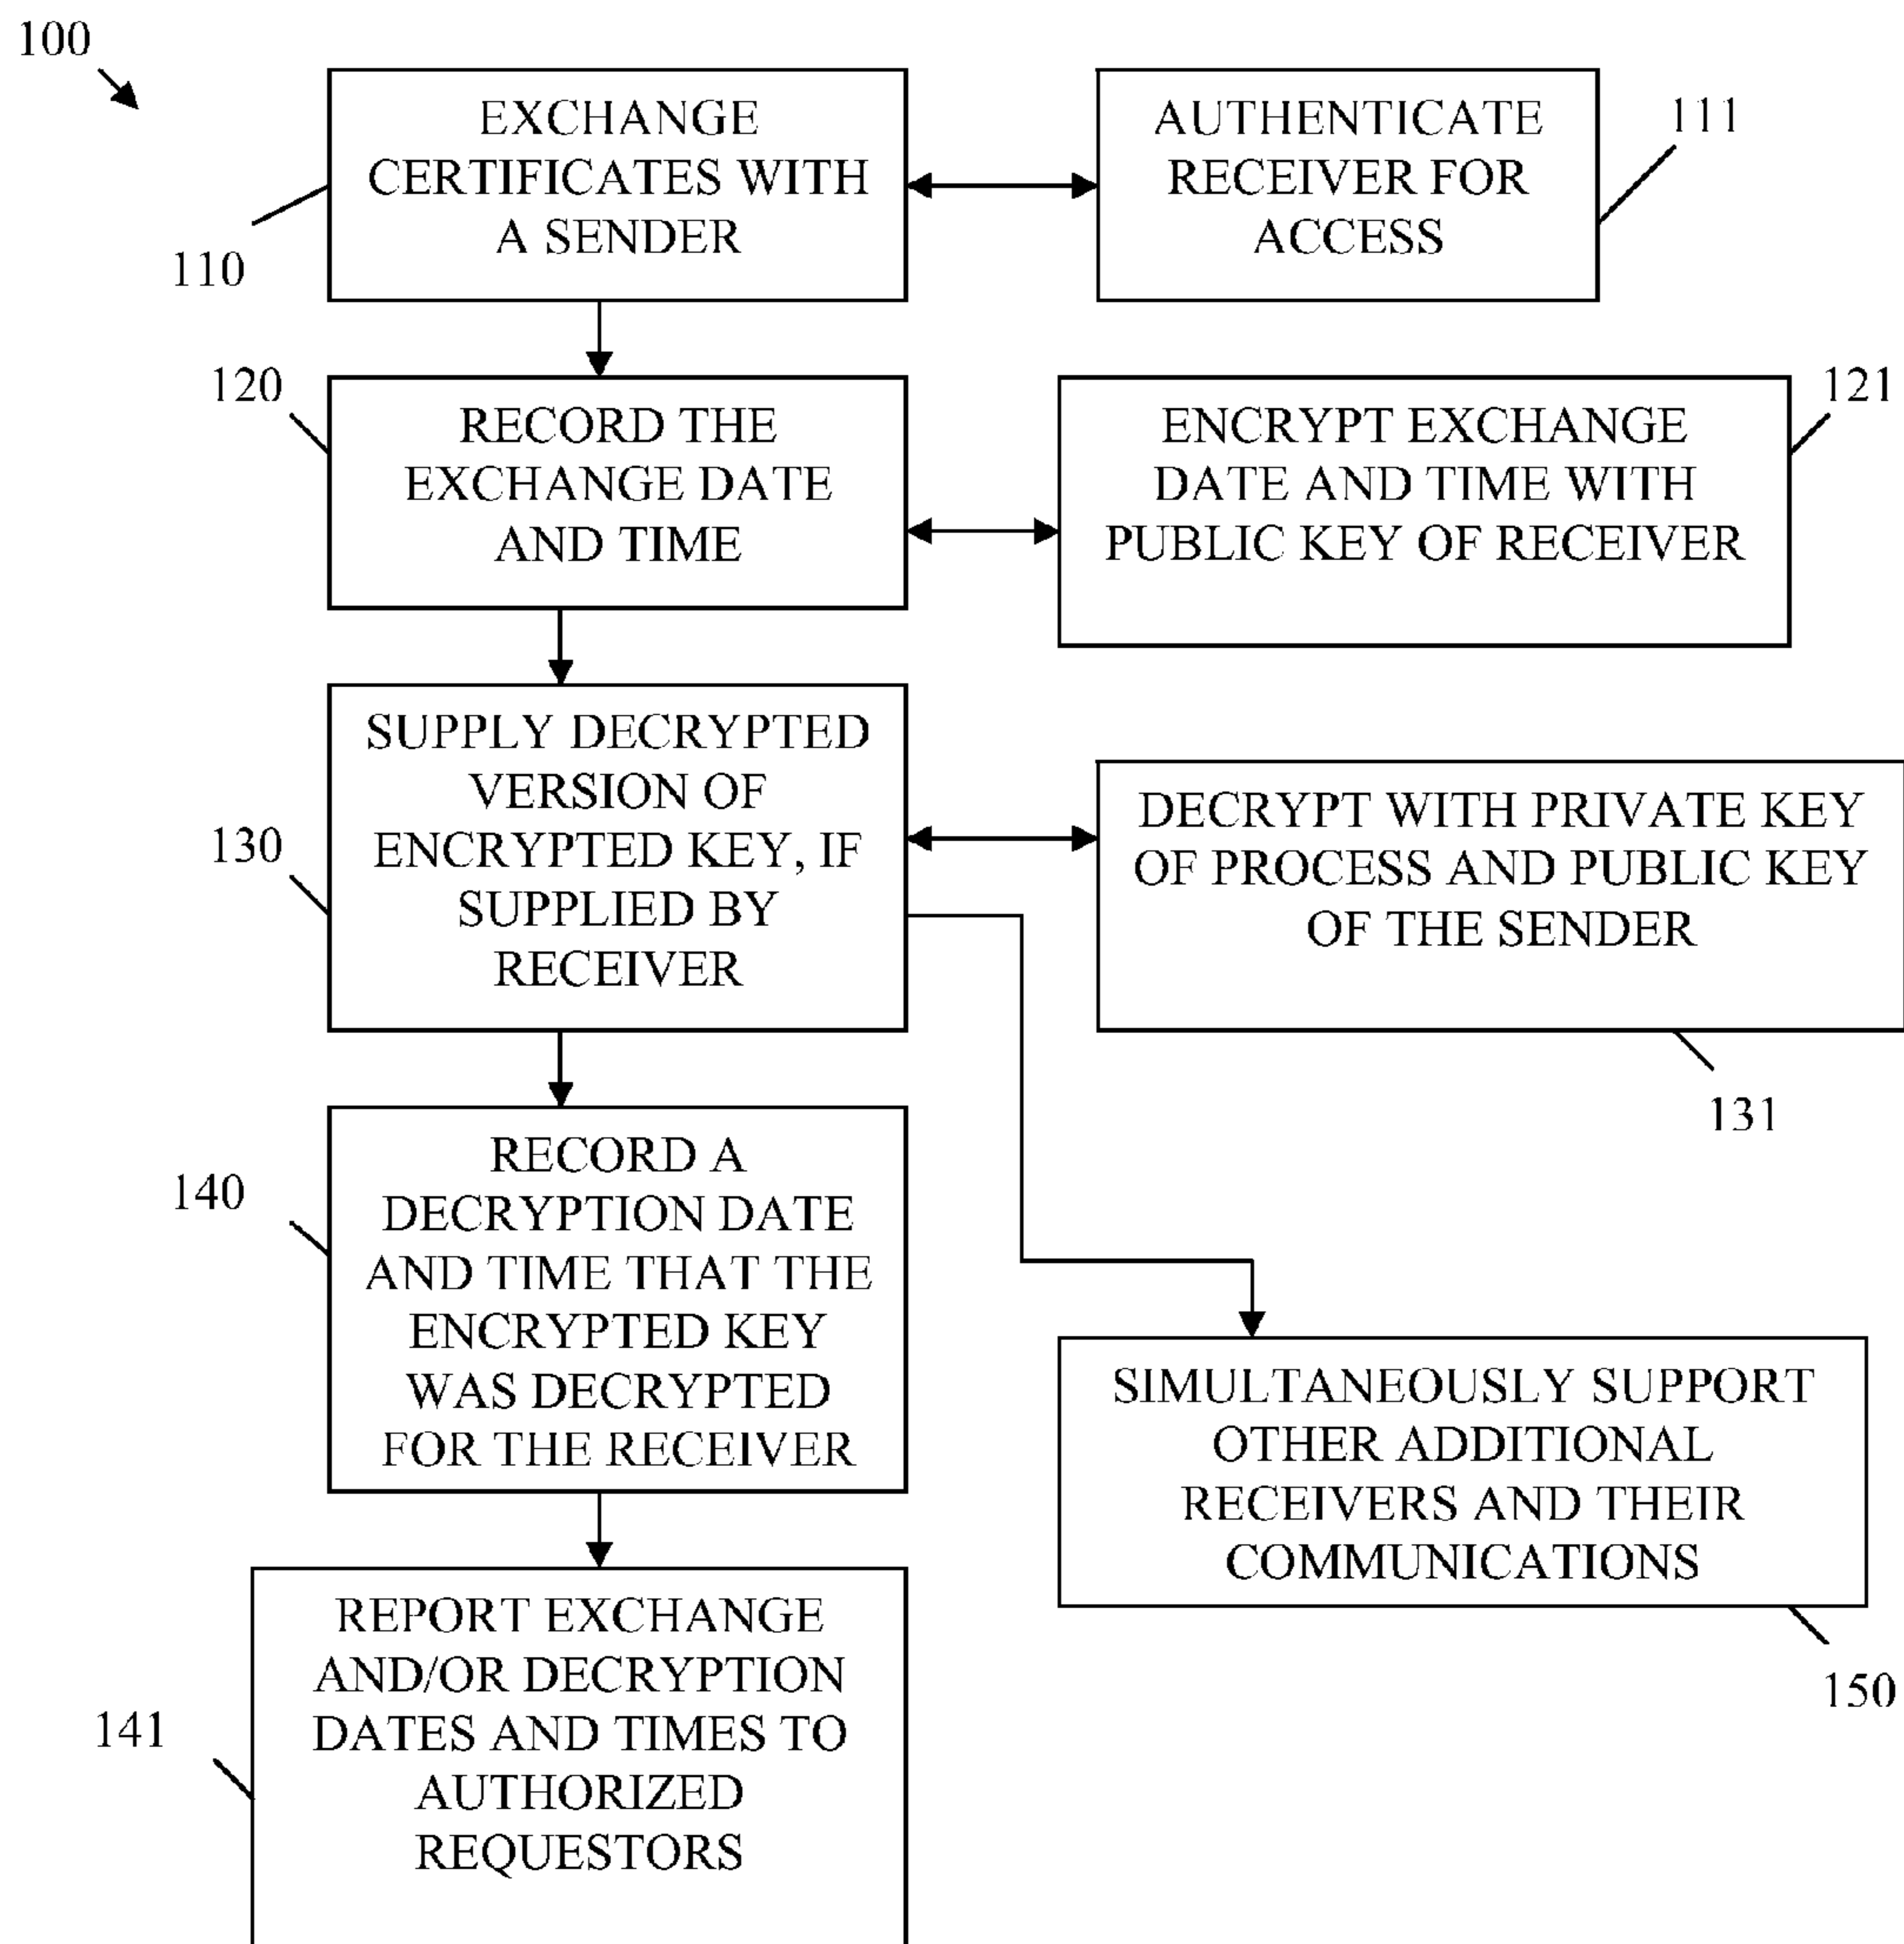 100
EXCHANGE
CERTIFICATES WITH
A SENDER
110
AUTHENTICATE
RECEIVER FOR
ACCESS
111
120
RECORD THE
EXCHANGE DATE
AND TIME
ENCRYPT EXCHANGE
DATE AND TIME WITH
PUBLIC KEY OF RECEIVER
121
130
SUPPLY DECRYPTED
VERSION OF
ENCRYPTED KEY, IF
SUPPLIED BY
RECEIVER
DECRYPT WITH PRIVATE KEY
OF PROCESS AND PUBLIC KEY
OF THE SENDER
131
140
RECORD A
DECRYPTION DATE
AND TIME THAT THE
ENCRYPTED KEY
WAS DECRYPTED
FOR THE RECEIVER
SIMULTANEOUSLY SUPPORT
OTHER ADDITIONAL
RECEIVERS AND THEIR
COMMUNICATIONS
150
141
REPORT EXCHANGE
AND/OR DECRYPTION
DATES AND TIMES TO
AUTHORIZED
REQUESTORS